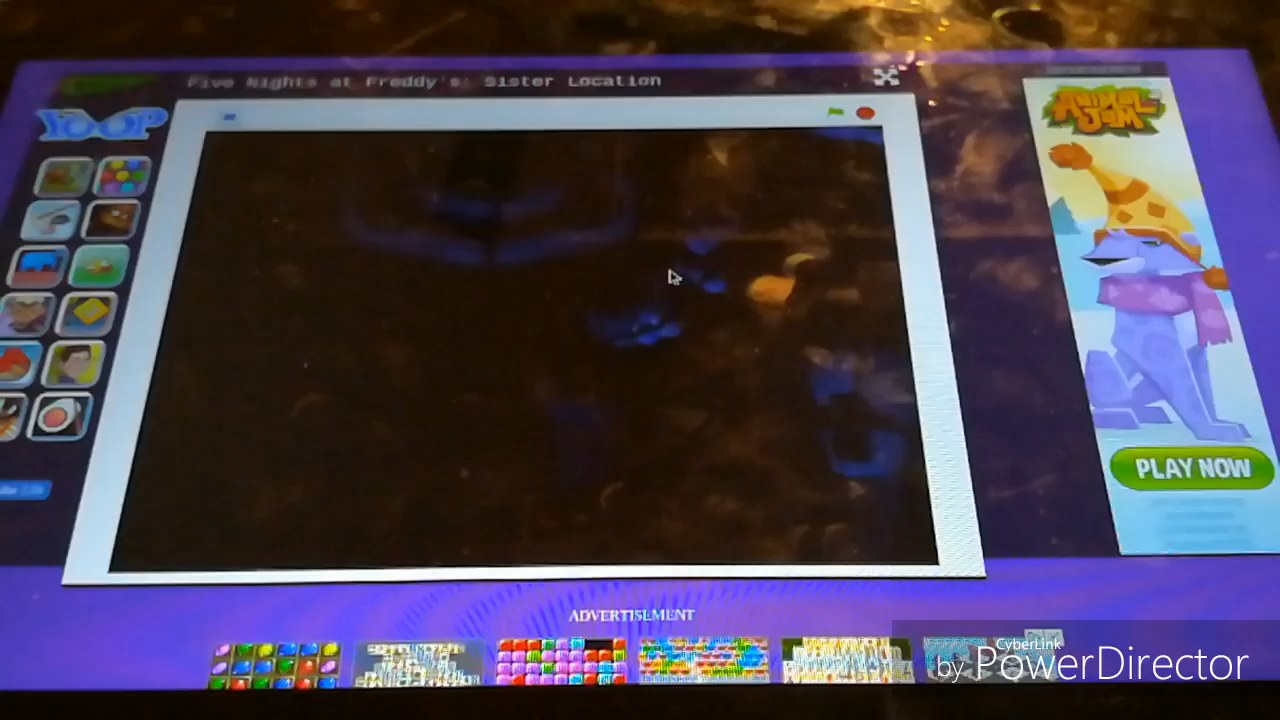 Five Nights at Freddy's: Sister Location
YOOP
ANIMAL JAM
PLAY NOW
ADVERTISEMENT
CyberLink
by PowerDirector